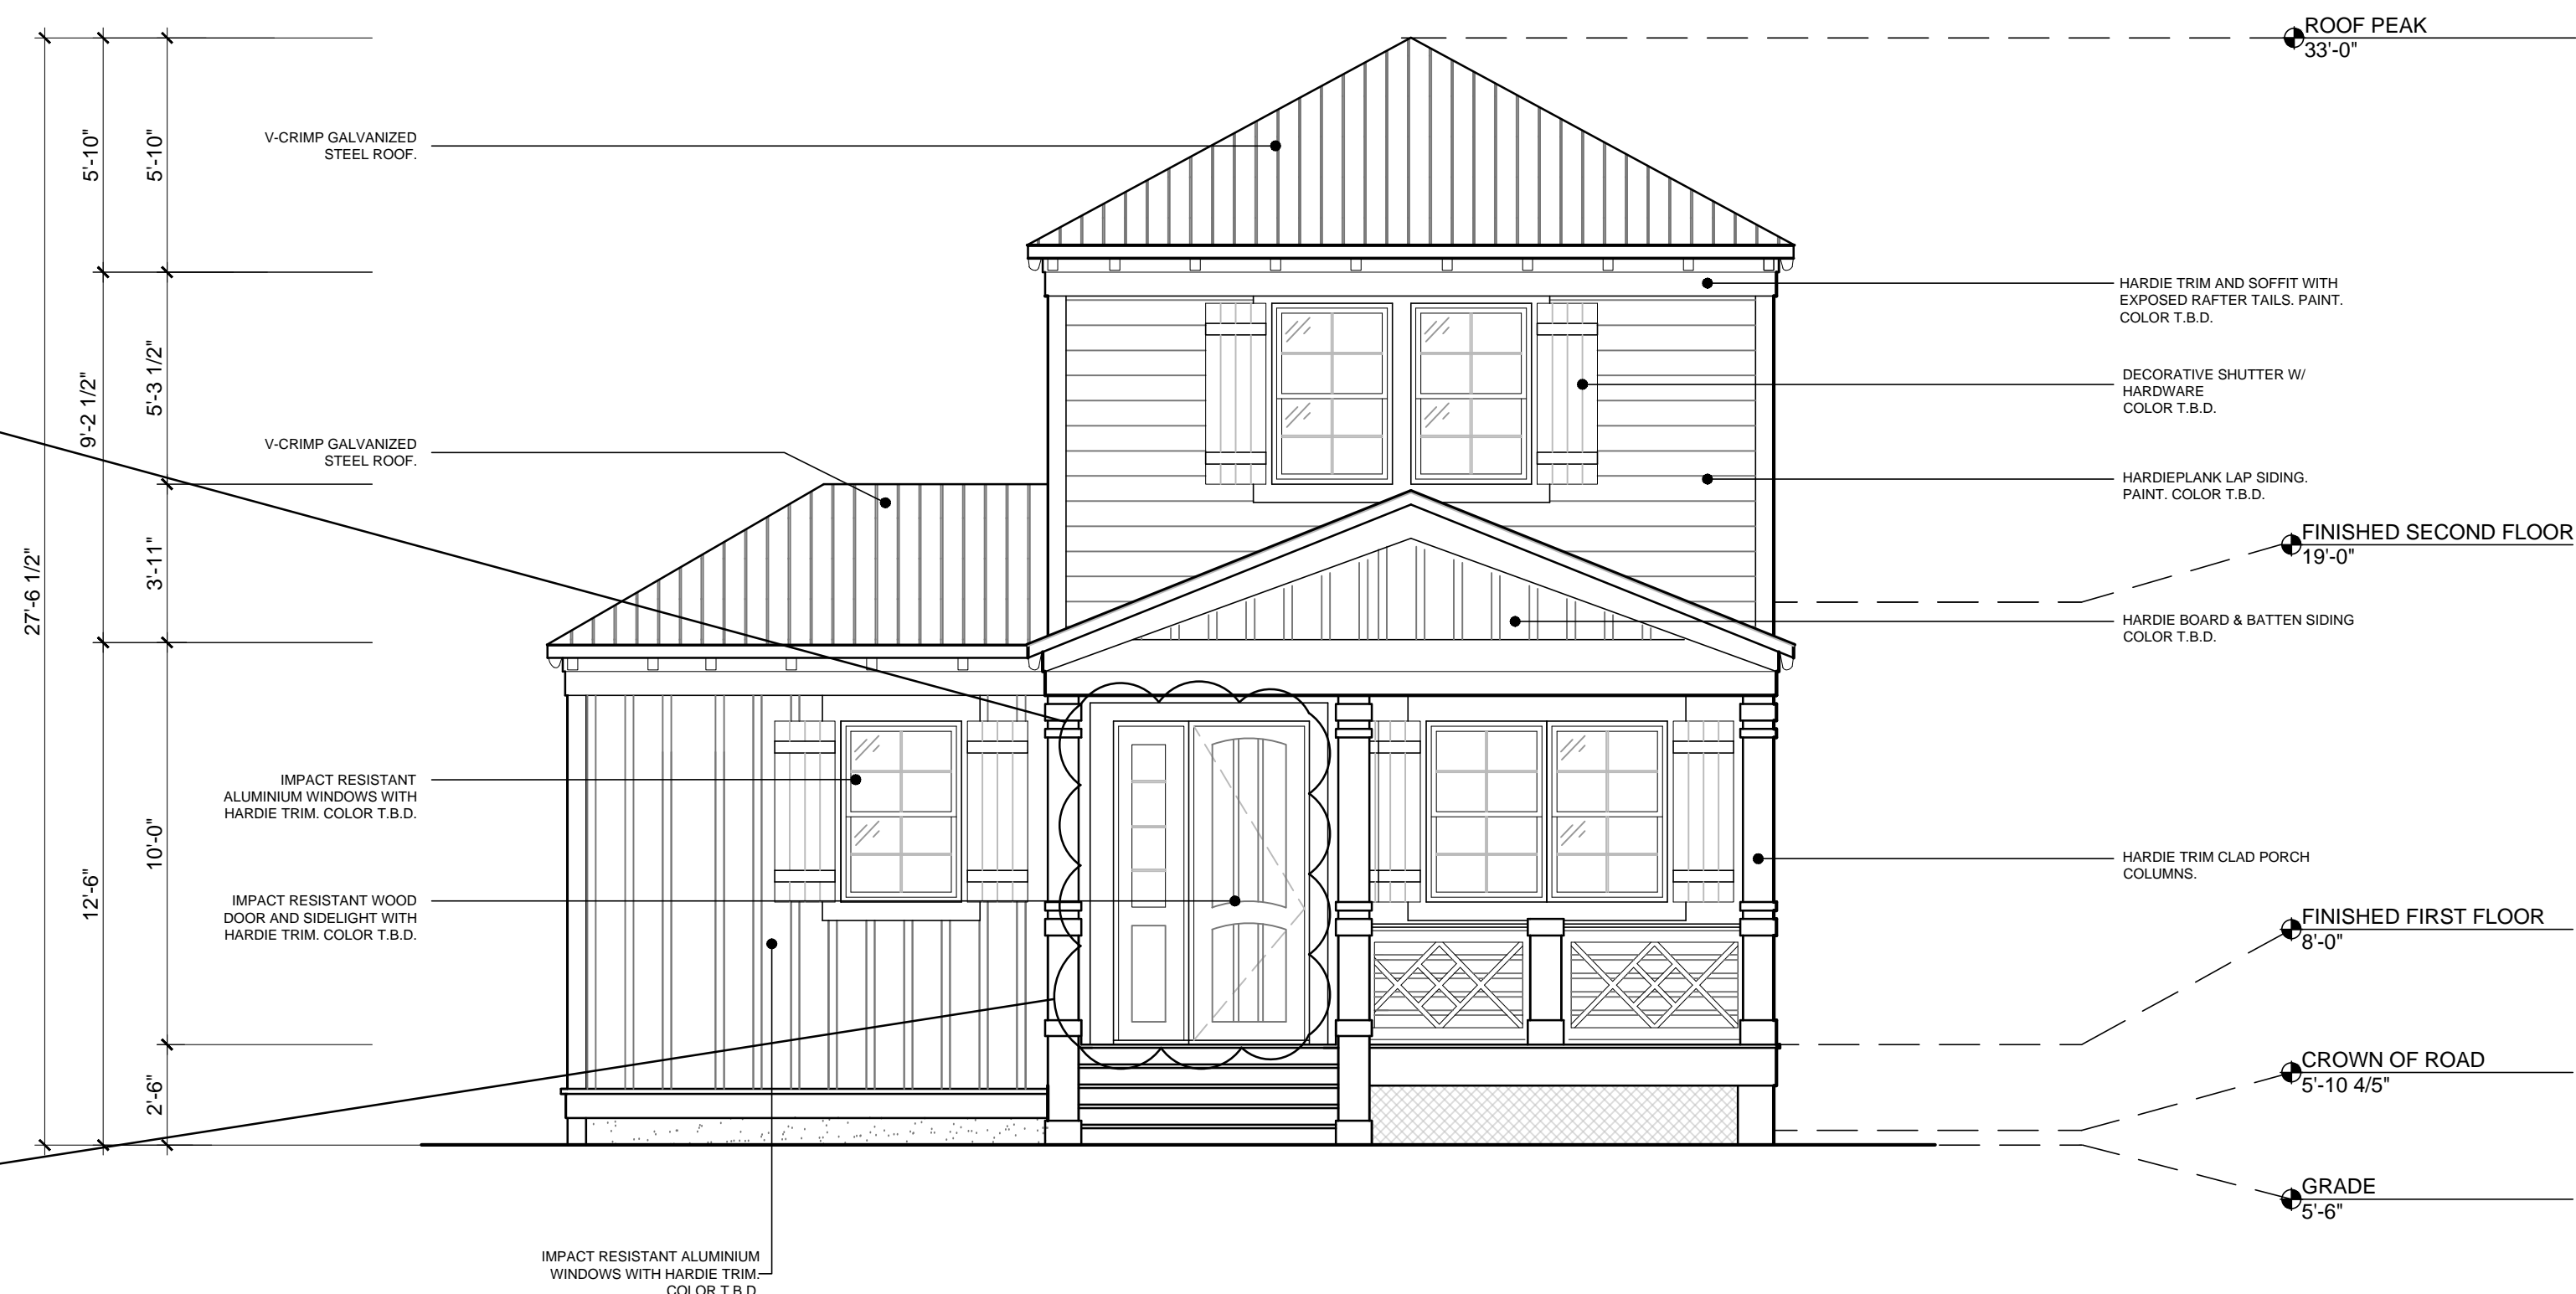 ROOF PEAK
33'-0"
5'-10"
5'-10"
V-CRIMP GALVANIZED
STEEL ROOF.
HARDIE TRIM AND SOFFIT WITH
EXPOSED RAFTER TAILS. PAINT.
COLOR T.B.D.
9'-2 1/2"
5'-3 1/2"
DECORATIVE SHUTTER W/
HARDWARE
COLOR T.B.D.
V-CRIMP GALVANIZED
STEEL ROOF.
HARDIEPLANK LAP SIDING.
PAINT. COLOR T.B.D.
FINISHED SECOND FLOOR
19'-0"
27'-6 1/2"
3'-11"
HARDIE BOARD & BATTEN SIDING
COLOR T.B.D.
IMPACT RESISTANT
ALUMINIUM WINDOWS WITH
HARDIE TRIM. COLOR T.B.D.
12'-6"
10'-0"
HARDIE TRIM CLAD PORCH
COLUMNS.
IMPACT RESISTANT WOOD
DOOR AND SIDELIGHT WITH
HARDIE TRIM. COLOR T.B.D.
FINISHED FIRST FLOOR
8'-0"
2'-6"
CROWN OF ROAD
5'-10 4/5"
GRADE
5'-6"
IMPACT RESISTANT ALUMINIUM
WINDOWS WITH HARDIE TRIM.
COLOR T.B.D.